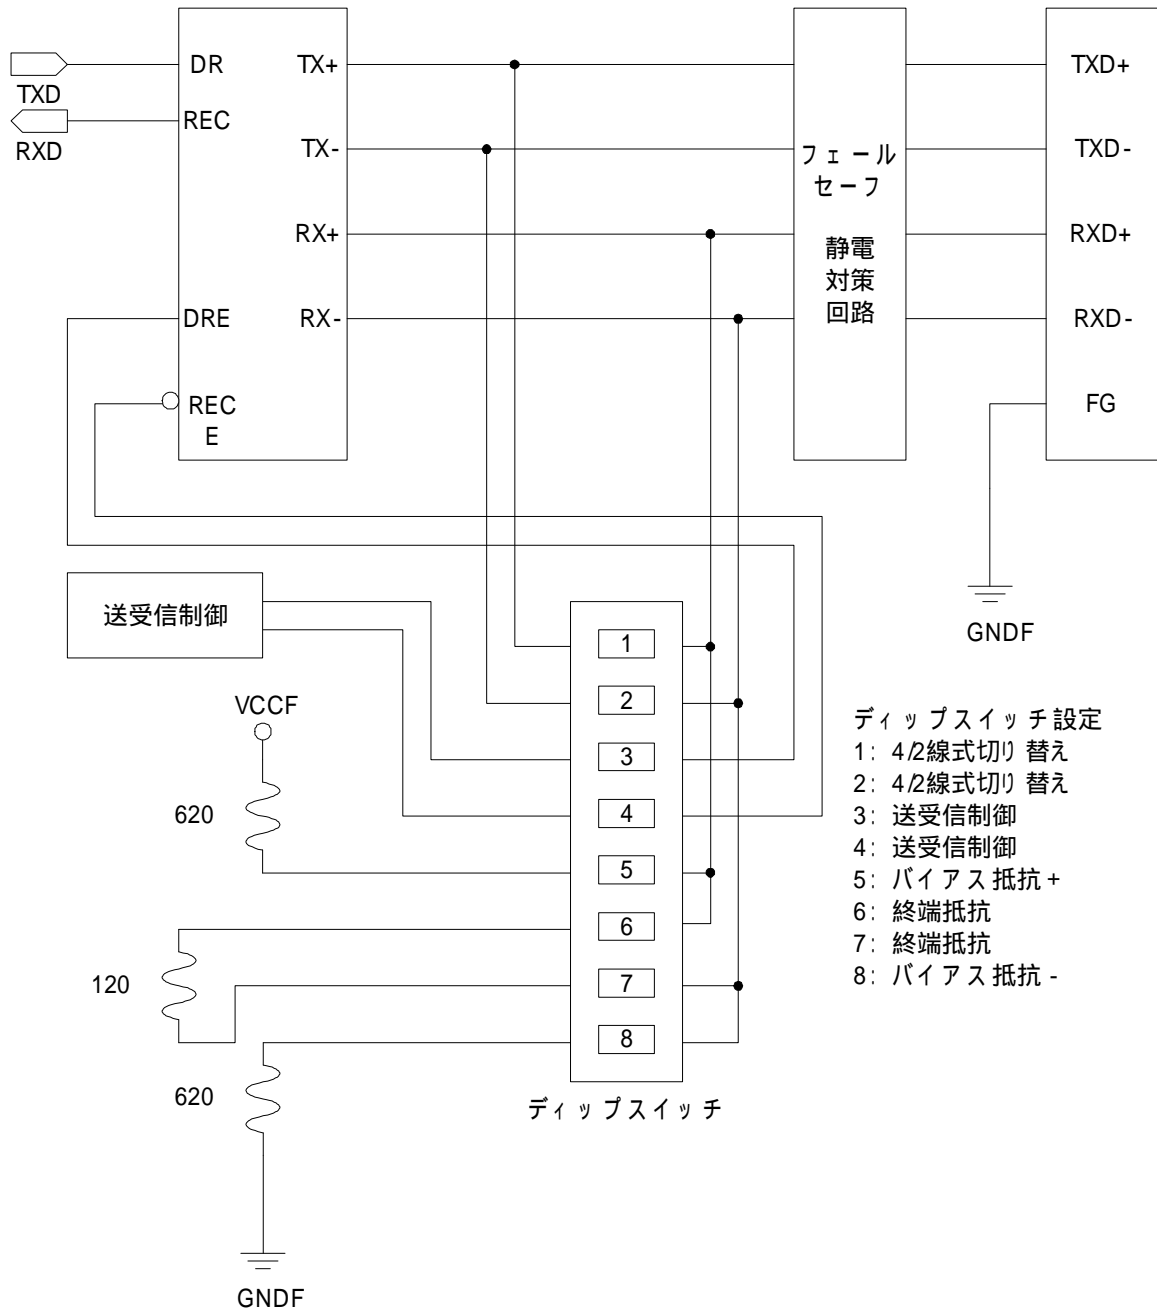 DR
TX+
TXD+
TXD
REC
RXD
TX-
TXD-
フェール
セーフ
RX+
RXD+
静電
対策
回路
DRE
RX-
RXD-
REC
E
FG
送受信制御
GNDF
1
2
3
4
5
6
7
8
VCCF
620
120
620
ディップスイッチ設定
1: 4/2線式切り替え
2: 4/2線式切り替え
3: 送受信制御
4: 送受信制御
5: バイアス抵抗+
6: 終端抵抗
7: 終端抵抗
8: バイアス抵抗-
ディップスイッチ
GNDF